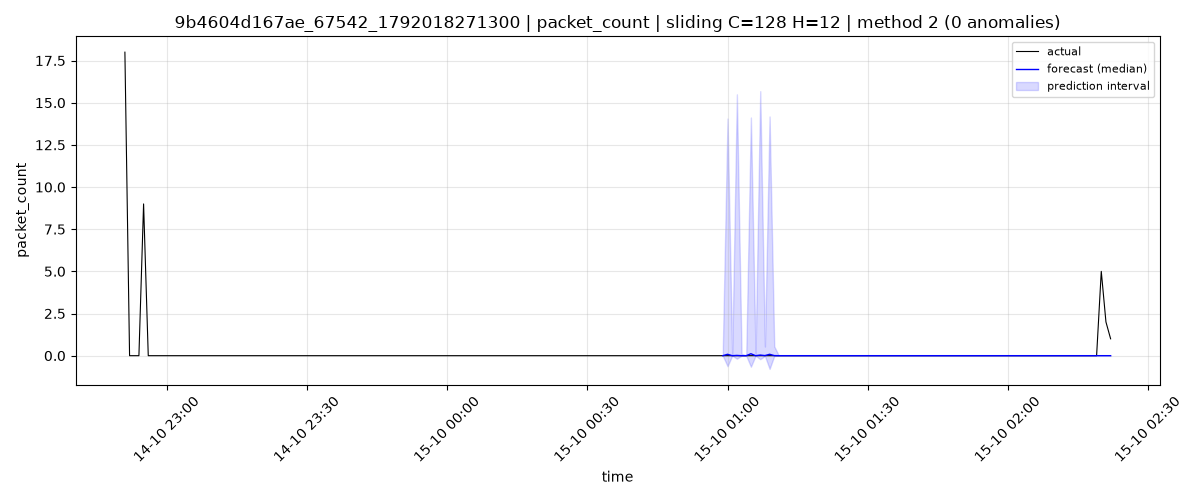 9b4604d167ae_67542_1792018271300 | packet_count | sliding C=128 H=12 | method 2 (0 anomalies)
actual
forecast (median)
prediction interval
packet_count
17.5
15.0
12.5
10.0
7.5
5.0
2.5
0.0
14-10 23:00
14-10 23:30
15-10 00:00
15-10 00:30
15-10 01:00
15-10 01:30
15-10 02:00
15-10 02:30
time